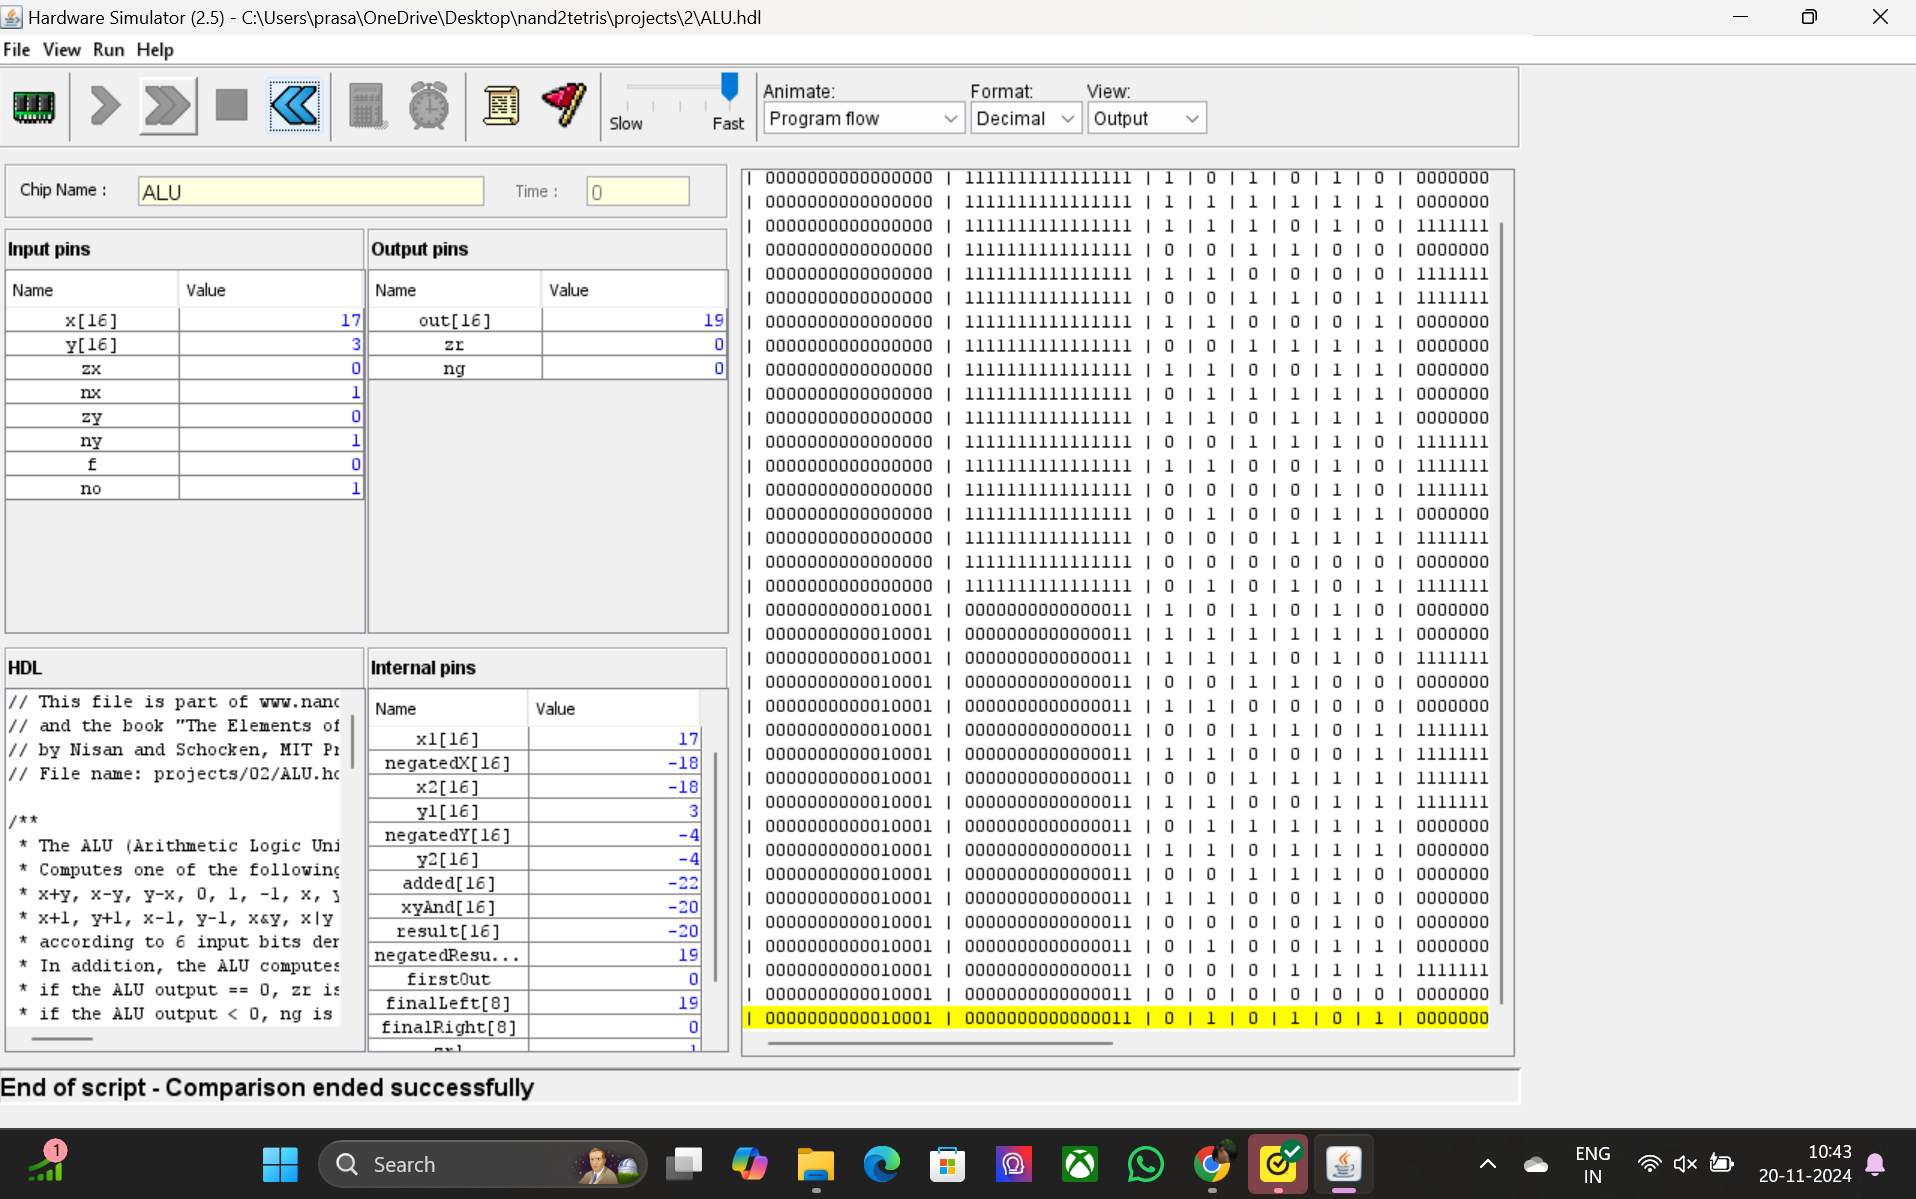 Hardware Simulator (2.5) - C:\Users\prasa\OneDrive\Desktop\nand2tetris\projects\2\ALU.hdl
File View Run Help
Slow Fast
Animate: Format: View:
Program flow Decimal Output
Chip Name : ALU Time : 0
Input pins
Name Value
x[16] 17
y[16] 3
zx 0
nx 1
zy 0
ny 1
f 0
no 1
Output pins
Name Value
out[16] 19
zr 0
ng 0
HDL
// This file is part of www.nand
// and the book "The Elements of
// by Nisan and Schocken, MIT Pr
// File name: projects/02/ALU.hd
/**
* The ALU (Arithmetic Logic Uni
* Computes one of the following
* x+y, x-y, y-x, 0, 1, -1, x, y
* x+1, y+1, x-1, y-1, x&y, x|y
* according to 6 input bits den
* In addition, the ALU computes
* if the ALU output == 0, zr is
* if the ALU output < 0, ng is
Internal pins
Name Value
x1[16] 17
negatedX[16] -18
x2[16] -18
y1[16] 3
negatedY[16] -4
y2[16] -4
added[16] -22
xyAnd[16] -20
result[16] -20
negatedResu... 19
firstOut 0
finalLeft[8] 19
finalRight[8] 0
zr1 1
| 0000000000000000 | 1111111111111111 | 1 | 0 | 1 | 0 | 1 | 0 | 0000000
| 0000000000000000 | 1111111111111111 | 1 | 1 | 1 | 1 | 1 | 1 | 0000000
| 0000000000000000 | 1111111111111111 | 1 | 1 | 1 | 0 | 1 | 0 | 1111111
| 0000000000000000 | 1111111111111111 | 0 | 0 | 1 | 1 | 0 | 0 | 0000000
| 0000000000000000 | 1111111111111111 | 1 | 1 | 0 | 0 | 0 | 0 | 1111111
| 0000000000000000 | 1111111111111111 | 0 | 0 | 1 | 1 | 0 | 1 | 1111111
| 0000000000000000 | 1111111111111111 | 1 | 1 | 0 | 0 | 0 | 1 | 0000000
| 0000000000000000 | 1111111111111111 | 0 | 0 | 1 | 1 | 1 | 1 | 0000000
| 0000000000000000 | 1111111111111111 | 1 | 1 | 0 | 0 | 1 | 1 | 0000000
| 0000000000000000 | 1111111111111111 | 0 | 1 | 1 | 1 | 1 | 1 | 0000000
| 0000000000000000 | 1111111111111111 | 1 | 1 | 0 | 1 | 1 | 1 | 0000000
| 0000000000000000 | 1111111111111111 | 0 | 0 | 1 | 1 | 1 | 0 | 1111111
| 0000000000000000 | 1111111111111111 | 1 | 1 | 0 | 0 | 1 | 0 | 1111111
| 0000000000000000 | 1111111111111111 | 0 | 0 | 0 | 0 | 1 | 0 | 1111111
| 0000000000000000 | 1111111111111111 | 0 | 1 | 0 | 0 | 1 | 1 | 0000000
| 0000000000000000 | 1111111111111111 | 0 | 0 | 0 | 1 | 1 | 1 | 1111111
| 0000000000000000 | 1111111111111111 | 0 | 0 | 0 | 0 | 0 | 0 | 0000000
| 0000000000000000 | 1111111111111111 | 0 | 1 | 0 | 1 | 0 | 1 | 1111111
| 0000000000010001 | 0000000000000011 | 1 | 0 | 1 | 0 | 1 | 0 | 0000000
| 0000000000010001 | 0000000000000011 | 1 | 1 | 1 | 1 | 1 | 1 | 0000000
| 0000000000010001 | 0000000000000011 | 1 | 1 | 1 | 0 | 1 | 0 | 1111111
| 0000000000010001 | 0000000000000011 | 0 | 0 | 1 | 1 | 0 | 0 | 0000000
| 0000000000010001 | 0000000000000011 | 1 | 1 | 0 | 0 | 0 | 0 | 0000000
| 0000000000010001 | 0000000000000011 | 0 | 0 | 1 | 1 | 0 | 1 | 1111111
| 0000000000010001 | 0000000000000011 | 1 | 1 | 0 | 0 | 0 | 1 | 1111111
| 0000000000010001 | 0000000000000011 | 0 | 0 | 1 | 1 | 1 | 1 | 1111111
| 0000000000010001 | 0000000000000011 | 1 | 1 | 0 | 0 | 1 | 1 | 1111111
| 0000000000010001 | 0000000000000011 | 0 | 1 | 1 | 1 | 1 | 1 | 0000000
| 0000000000010001 | 0000000000000011 | 1 | 1 | 0 | 1 | 1 | 1 | 0000000
| 0000000000010001 | 0000000000000011 | 0 | 0 | 1 | 1 | 1 | 0 | 0000000
| 0000000000010001 | 0000000000000011 | 1 | 1 | 0 | 0 | 1 | 0 | 0000000
| 0000000000010001 | 0000000000000011 | 0 | 0 | 0 | 0 | 1 | 0 | 0000000
| 0000000000010001 | 0000000000000011 | 0 | 1 | 0 | 0 | 1 | 1 | 0000000
| 0000000000010001 | 0000000000000011 | 0 | 0 | 0 | 1 | 1 | 1 | 1111111
| 0000000000010001 | 0000000000000011 | 0 | 0 | 0 | 0 | 0 | 0 | 0000000
| 0000000000010001 | 0000000000000011 | 0 | 1 | 0 | 1 | 0 | 1 | 0000000
End of script - Comparison ended successfully
1
Search
ENG
IN
10:43
20-11-2024